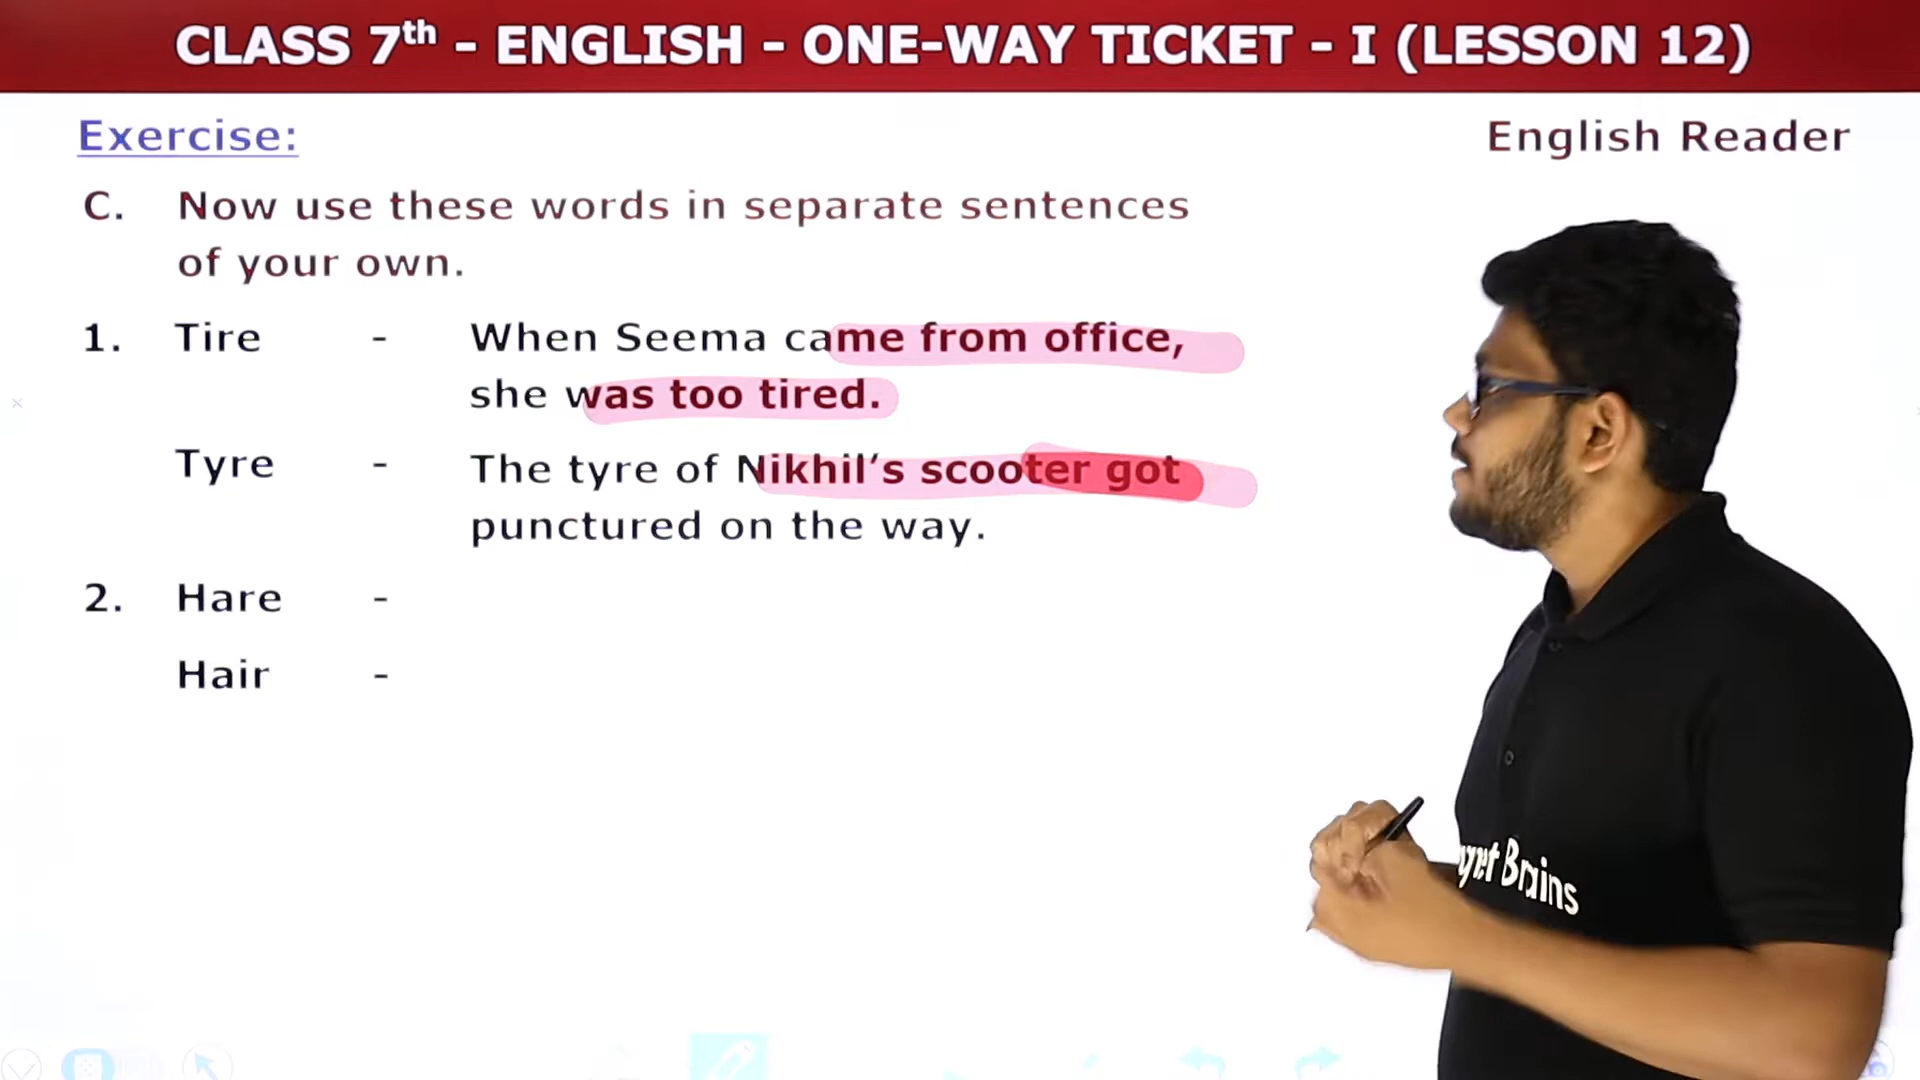 CLASS 7th - ENGLISH - ONE-WAY TICKET - I (LESSON 12)
Exercise:
English Reader
C. Now use these words in separate sentences
of your own.
1. Tire - When Seema came from office,
she was too tired.
Tyre - The tyre of Nikhil's scooter got
punctured on the way.
2. Hare -
Hair -
Brains